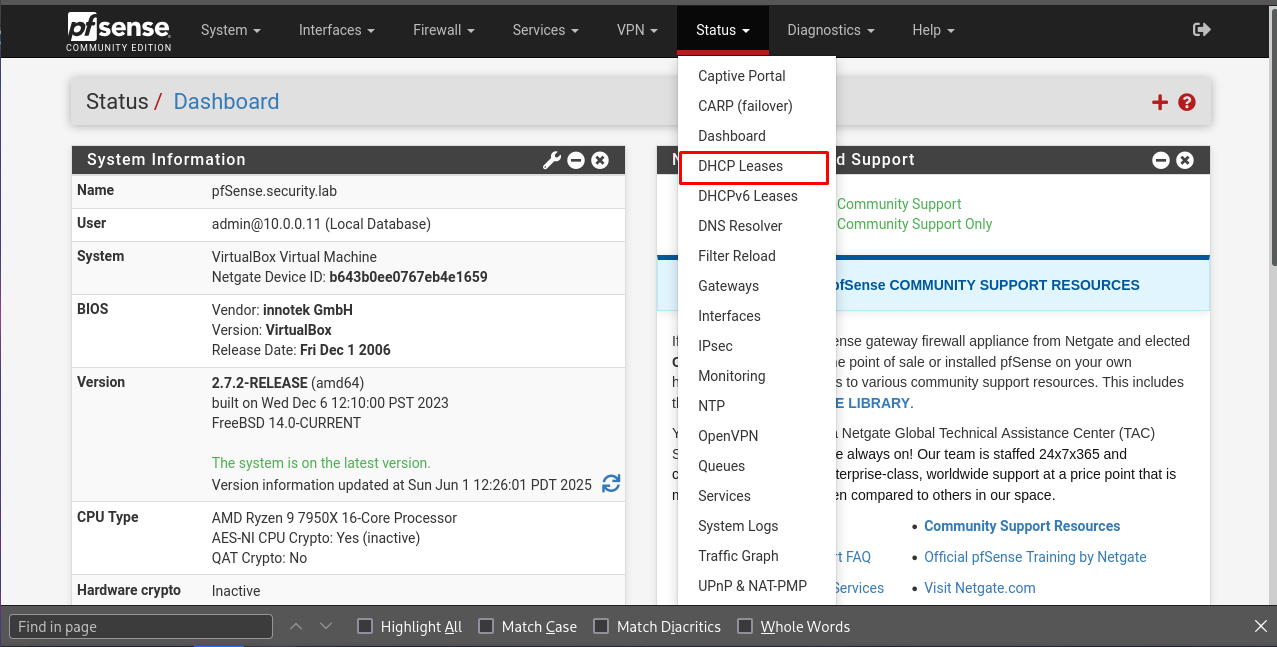 pfsense
COMMUNITY EDITION
System
Interfaces
Firewall
Services
VPN
Status
Diagnostics
Help
Status / Dashboard
System Information
Name
pfSense.security.lab
User
admin@10.0.0.11 (Local Database)
System
VirtualBox Virtual Machine
Netgate Device ID: b643b0ee0767eb4e1659
BIOS
Vendor: innotek GmbH
Version: VirtualBox
Release Date: Fri Dec 1 2006
Version
2.7.2-RELEASE (amd64)
built on Wed Dec 6 12:10:00 PST 2023
FreeBSD 14.0-CURRENT
The system is on the latest version.
Version information updated at Sun Jun 1 12:26:01 PDT 2025
CPU Type
AMD Ryzen 9 7950X 16-Core Processor
AES-NI CPU Crypto: Yes (inactive)
QAT Crypto: No
Hardware crypto
Inactive
Captive Portal
CARP (failover)
Dashboard
DHCP Leases
DHCPv6 Leases
DNS Resolver
Filter Reload
Gateways
Interfaces
IPsec
Monitoring
NTP
OpenVPN
Queues
Services
System Logs
Traffic Graph
UPnP & NAT-PMP
d Support
Community Support
Community Support Only
pfSense COMMUNITY SUPPORT RESOURCES
ense gateway firewall appliance from Netgate and elected
e point of sale or installed pfSense on your own
s to various community support resources. This includes
E LIBRARY.
a Netgate Global Technical Assistance Center (TAC)
e always on! Our team is staffed 24x7x365 and
terprise-class, worldwide support at a price point that is
en compared to others in our space.
Community Support Resources
rt FAQ
Official pfSense Training by Netgate
Services
Visit Netgate.com
Find in page
Highlight All
Match Case
Match Diacritics
Whole Words